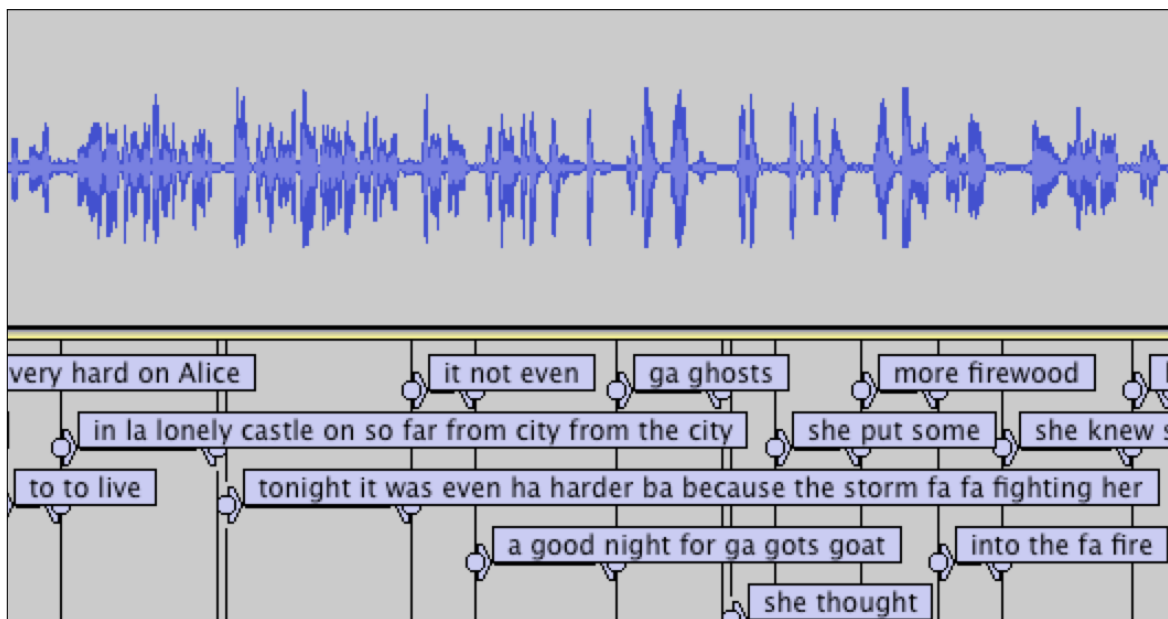 very hard on Alice
it not even
ga ghosts
more firewood
in la lonely castle on so far from city from the city
she put some
she knew s
to to live
tonight it was even ha harder ba because the storm fa fa fighting her
a good night for ga gots goat
into the fa fire
she thought